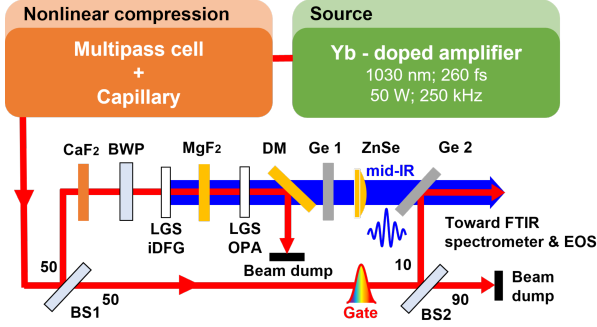 Nonlinear compression
Source
Multipass cell
+
Capillary
Yb - doped amplifier
1030 nm; 260 fs
50 W; 250 kHz
CaF2
BWP
MgF2
DM
Ge 1
ZnSe
Ge 2
mid-IR
LGS
iDFG
LGS
OPA
Beam dump
Toward FTIR
spectrometer & EOS
50
BS1
50
Gate
10
BS2
90
Beam
dump